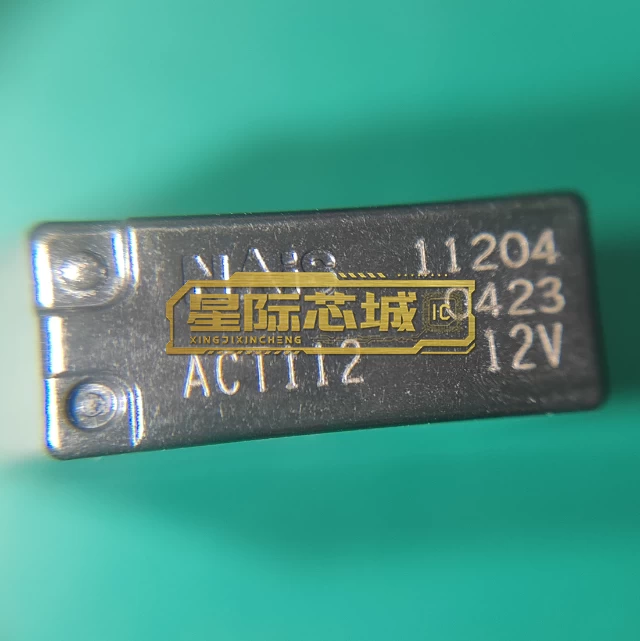 NAiS 11204
0423
星际芯城 IC
XINGJIXINCHENG
ACT112 12V